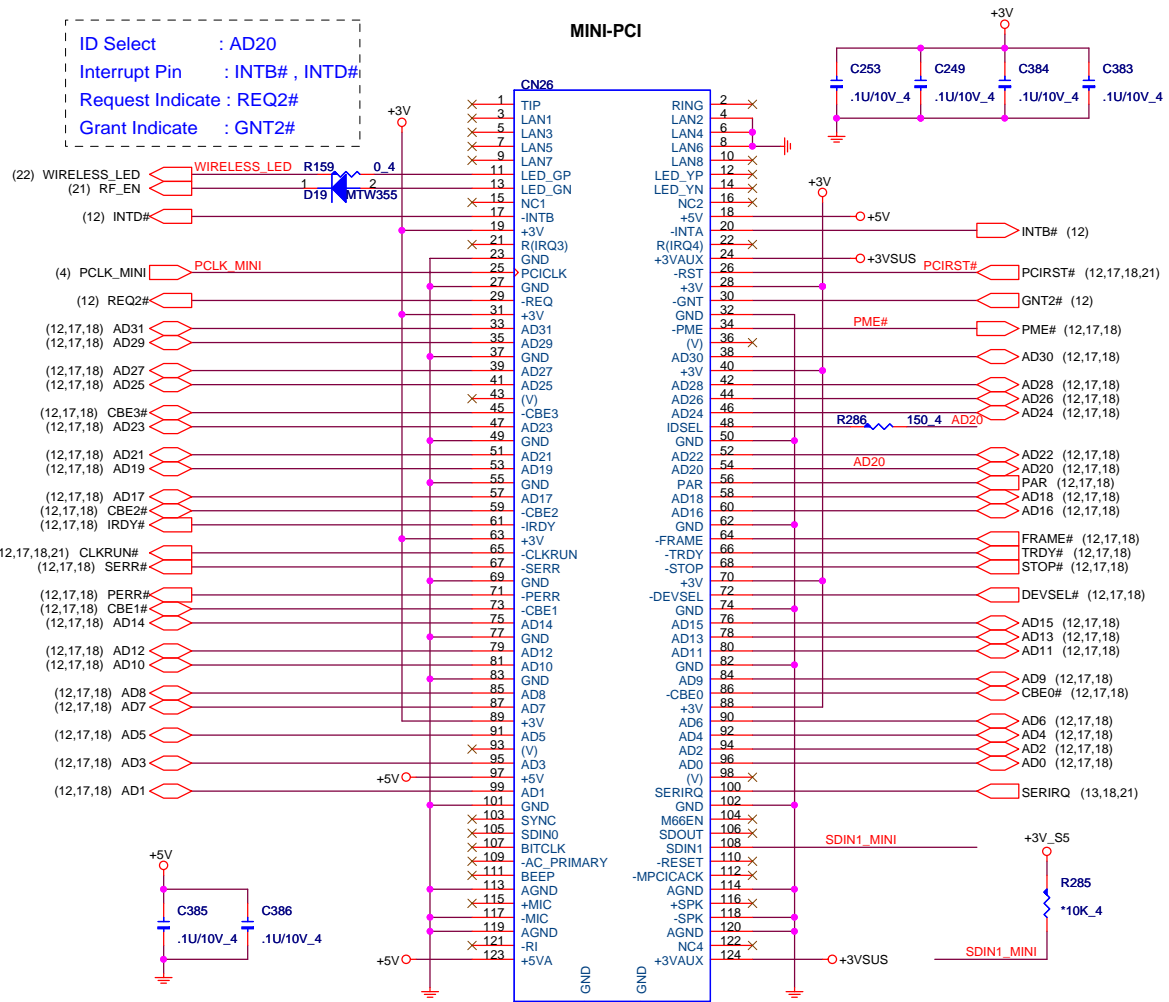 MINI-PCI
ID Select : AD20
Interrupt Pin : INTB# , INTD#
Request Indicate : REQ2#
Grant Indicate : GNT2#
+3V
C253 C249 C384 C383
.1U/10V_4 .1U/10V_4 .1U/10V_4 .1U/10V_4
CN26
+3V
+3V
1 TIP RING 2
3 LAN1 LAN2 4
5 LAN3 LAN4 6
7 LAN5 LAN6 8
9 LAN7 LAN8 10
(22) WIRELESS_LED WIRELESS_LED R159 0_4 11 LED_GP LED_YP 12
(21) RF_EN 1 D19 2 MTW355 13 LED_GN LED_YN 14
15 NC1 NC2 16
(12) INTD# 17 -INTB +5V 18 +5V
19 +3V -INTA 20 INTB# (12)
21 R(IRQ3) R(IRQ4) 22
23 GND +3VAUX 24 +3VSUS
(4) PCLK_MINI PCLK_MINI 25 PCICLK -RST 26 PCIRST# PCIRST# (12,17,18,21)
27 GND +3V 28
(12) REQ2# 29 -REQ -GNT 30 GNT2# (12)
31 +3V GND 32
(12,17,18) AD31 33 AD31 -PME 34 PME# PME# (12,17,18)
(12,17,18) AD29 35 AD29 (V) 36
37 GND AD30 38 AD30 (12,17,18)
(12,17,18) AD27 39 AD27 +3V 40
(12,17,18) AD25 41 AD25 AD28 42 AD28 (12,17,18)
43 (V) AD26 44 AD26 (12,17,18)
(12,17,18) CBE3# 45 -CBE3 AD24 46 AD24 (12,17,18)
(12,17,18) AD23 47 AD23 IDSEL 48 R286 150_4 AD20
49 GND GND 50
(12,17,18) AD21 51 AD21 AD22 52 AD22 (12,17,18)
(12,17,18) AD19 53 AD19 AD20 54 AD20 AD20 (12,17,18)
55 GND PAR 56 PAR (12,17,18)
(12,17,18) AD17 57 AD17 AD18 58 AD18 (12,17,18)
(12,17,18) CBE2# 59 -CBE2 AD16 60 AD16 (12,17,18)
(12,17,18) IRDY# 61 -IRDY GND 62
63 +3V -FRAME 64 FRAME# (12,17,18)
12,17,18,21) CLKRUN# 65 -CLKRUN -TRDY 66 TRDY# (12,17,18)
(12,17,18) SERR# 67 -SERR -STOP 68 STOP# (12,17,18)
69 GND +3V 70
(12,17,18) PERR# 71 -PERR -DEVSEL 72 DEVSEL# (12,17,18)
(12,17,18) CBE1# 73 -CBE1 GND 74
(12,17,18) AD14 75 AD14 AD15 76 AD15 (12,17,18)
77 GND AD13 78 AD13 (12,17,18)
(12,17,18) AD12 79 AD12 AD11 80 AD11 (12,17,18)
(12,17,18) AD10 81 AD10 GND 82
83 GND AD9 84 AD9 (12,17,18)
(12,17,18) AD8 85 AD8 -CBE0 86 CBE0# (12,17,18)
(12,17,18) AD7 87 AD7 +3V 88
89 +3V AD6 90 AD6 (12,17,18)
(12,17,18) AD5 91 AD5 AD4 92 AD4 (12,17,18)
93 (V) AD2 94 AD2 (12,17,18)
(12,17,18) AD3 95 AD3 AD0 96 AD0 (12,17,18)
+5V 97 +5V (V) 98
(12,17,18) AD1 99 AD1 SERIRQ 100 SERIRQ (13,18,21)
101 GND GND 102
103 SYNC M66EN 104
105 SDIN0 SDOUT 106
107 BITCLK SDIN1 108 SDIN1_MINI
109 -AC_PRIMARY -RESET 110
111 BEEP -MPCICACK 112
113 AGND AGND 114
115 +MIC +SPK 116
117 -MIC -SPK 118
119 AGND AGND 120
121 -RI NC4 122
+5V 123 +5VA +3VAUX 124 +3VSUS
GND GND
+5V
C385 C386
.1U/10V_4 .1U/10V_4
+3V_S5
R285
*10K_4
SDIN1_MINI